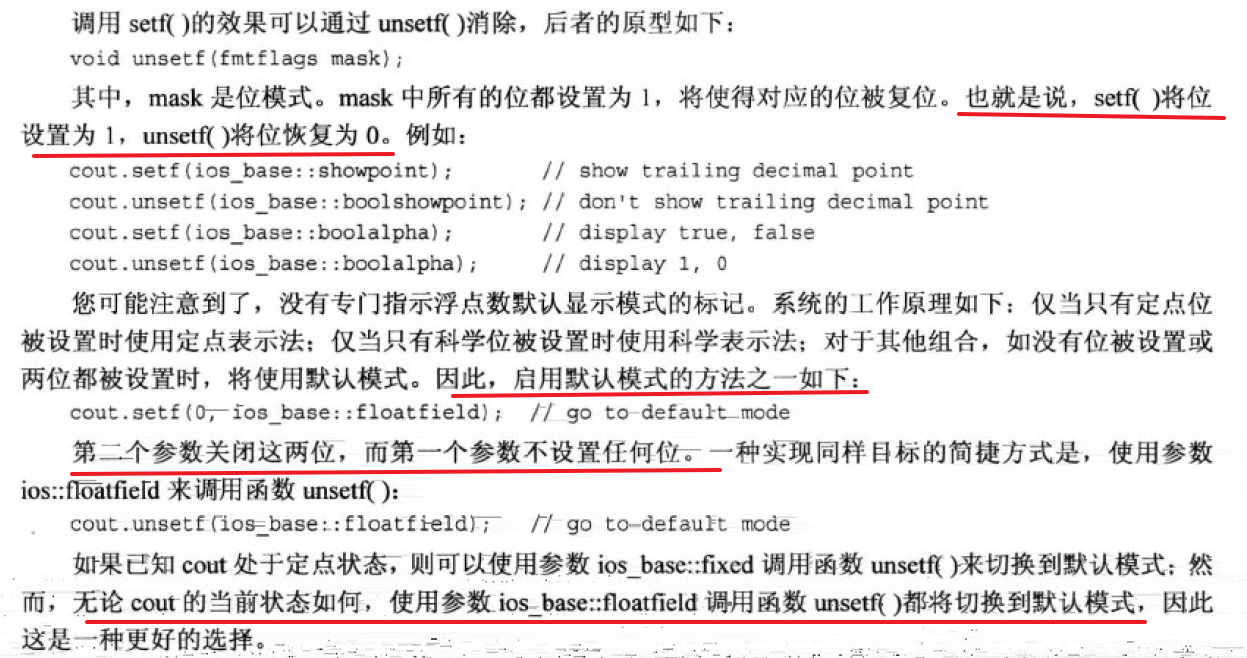 调用 setf( )的效果可以通过 unsetf( )消除，后者的原型如下：
void unsetf(fmtflags mask);
其中，mask 是位模式。mask 中所有的位都设置为 1，将使得对应的位被复位。也就是说，setf( )将位
设置为 1，unsetf( )将位恢复为 0。例如：
cout.setf(ios_base::showpoint); // show trailing decimal point
cout.unsetf(ios_base::boolshowpoint); // don't show trailing decimal point
cout.setf(ios_base::boolalpha); // display true, false
cout.unsetf(ios_base::boolalpha); // display 1, 0
您可能注意到了，没有专门指示浮点数默认显示模式的标记。系统的工作原理如下：仅当只有定点位
被设置时使用定点表示法；仅当只有科学位被设置时使用科学表示法；对于其他组合，如没有位被设置或
两位都被设置时，将使用默认模式。因此，启用默认模式的方法之一如下：
cout.setf(0, ios_base::floatfield); // go to default mode
第二个参数关闭这两位，而第一个参数不设置任何位。一种实现同样目标的简捷方式是，使用参数
ios::floatfield 来调用函数 unsetf( )：
cout.unsetf(ios_base::floatfield); // go to default mode
如果已知 cout 处于定点状态，则可以使用参数 ios_base::fixed 调用函数 unsetf( )来切换到默认模式；然
而，无论 cout 的当前状态如何，使用参数 ios_base::floatfield 调用函数 unsetf( )都将切换到默认模式，因此
这是一种更好的选择。